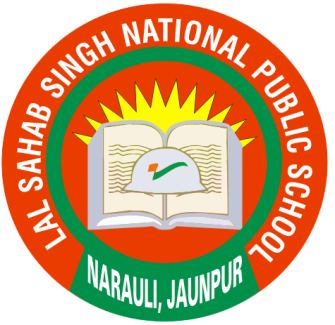 LAL SAHAB SINGH NATIONAL PUBLIC SCHOOL
NARAULI, JAUNPUR